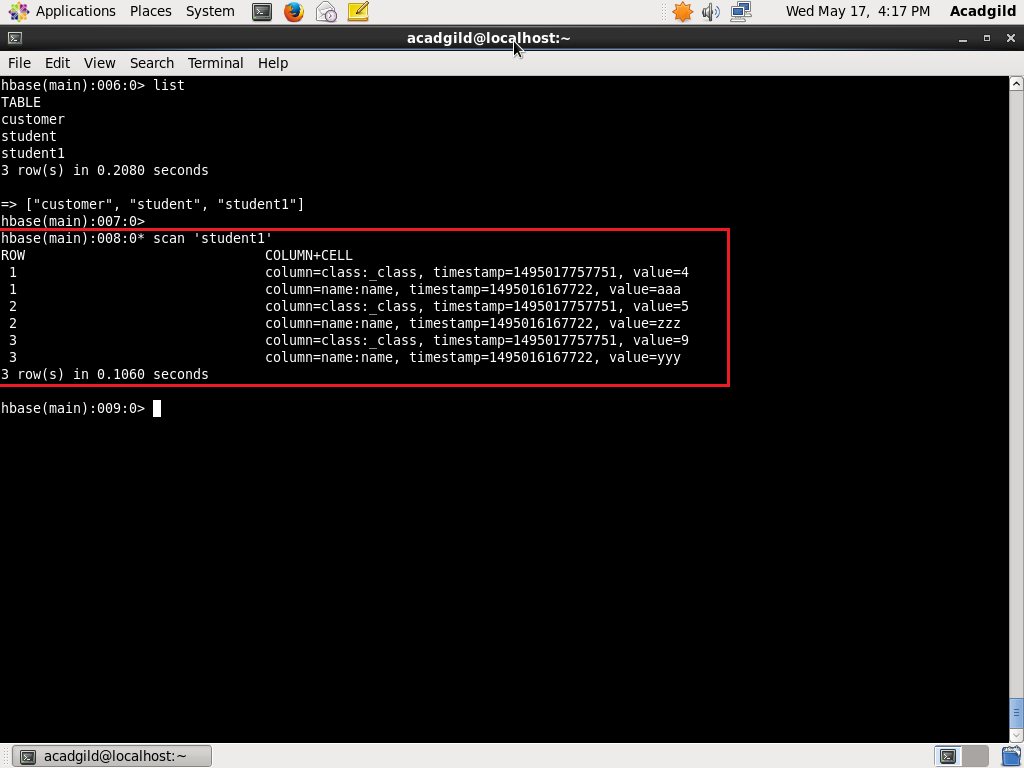 Applications Places System Wed May 17, 4:17 PM Acadgild
acadgild@localhost:~
File Edit View Search Terminal Help
hbase(main):006:0> list
TABLE
customer
student
student1
3 row(s) in 0.2080 seconds
=> ["customer", "student", "student1"]
hbase(main):007:0>
hbase(main):008:0* scan 'student1'
ROW COLUMN+CELL
1 column=class:_class, timestamp=1495017757751, value=4
1 column=name:name, timestamp=1495016167722, value=aaa
2 column=class:_class, timestamp=1495017757751, value=5
2 column=name:name, timestamp=1495016167722, value=zzz
3 column=class:_class, timestamp=1495017757751, value=9
3 column=name:name, timestamp=1495016167722, value=yyy
3 row(s) in 0.1060 seconds
hbase(main):009:0>
acadgild@localhost:~